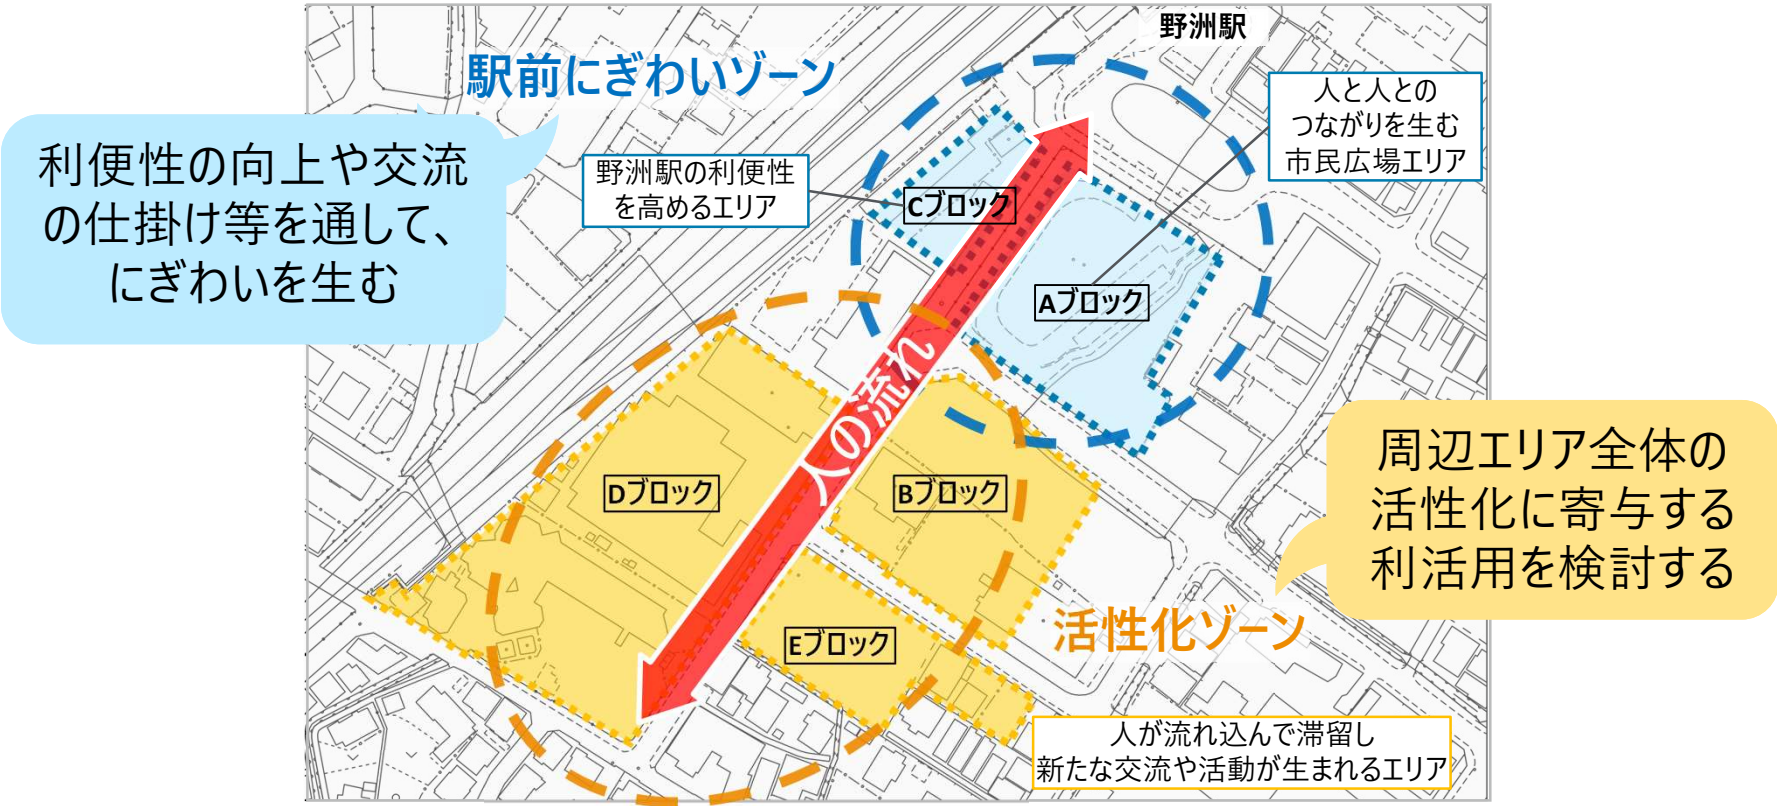 野洲駅
駅前にぎわいゾーン
利便性の向上や交流
の仕掛け等を通して、
にぎわいを生む
野洲駅の利便性
を高めるエリア
人と人との
つながりを生む
市民広場エリア
Cブロック
Aブロック
人の流れ
Dブロック
Bブロック
Eブロック
周辺エリア全体の
活性化に寄与する
利活用を検討する
活性化ゾーン
人が流れ込んで滞留し
新たな交流や活動が生まれるエリア